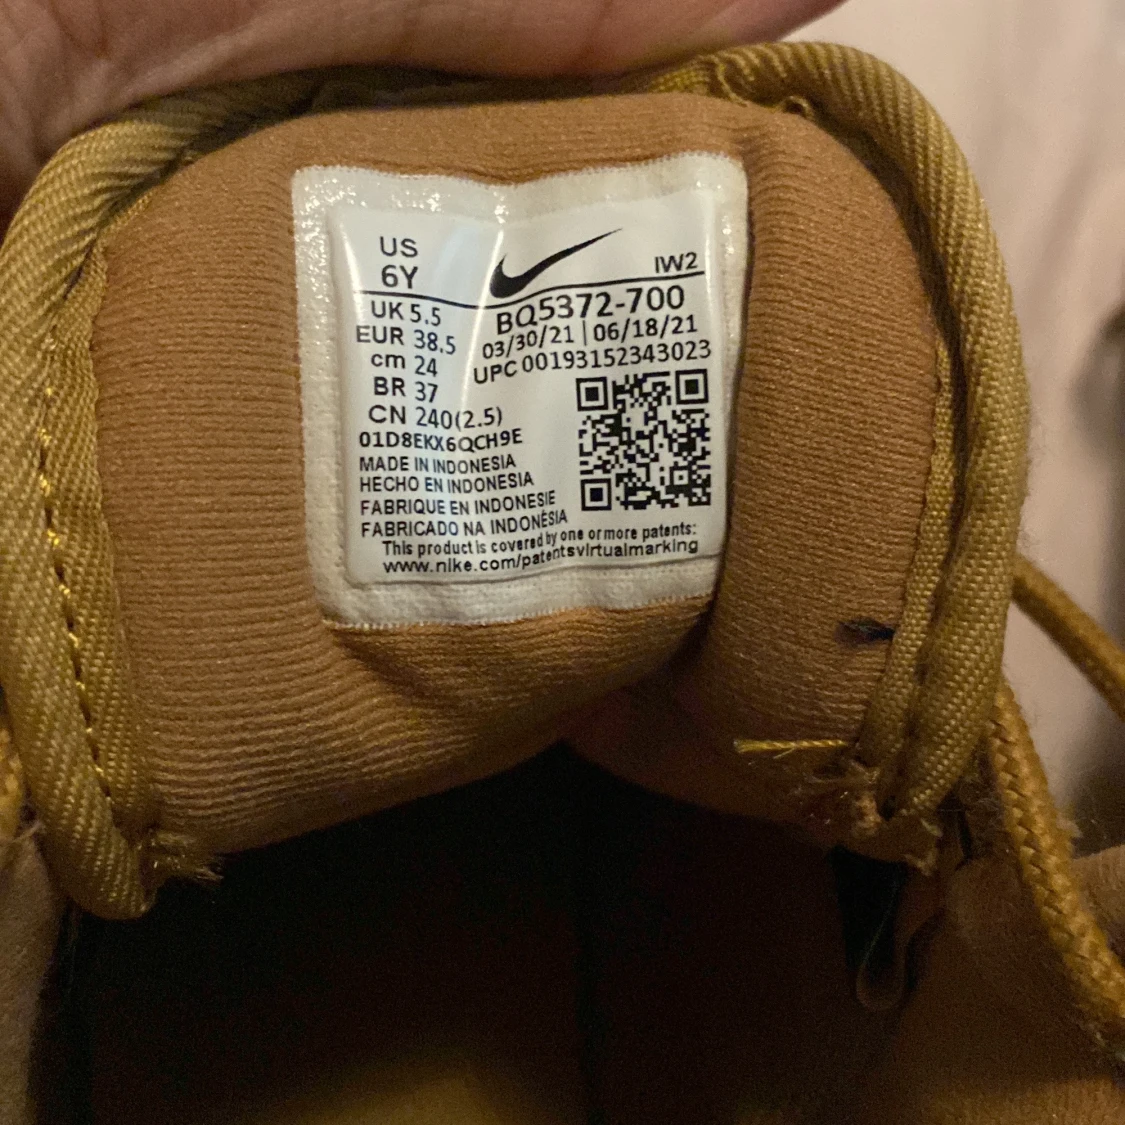 US
6Y
IW2
UK 5.5
EUR 38.5
cm 24
BR 37
CN 240(2.5)
BQ5372-700
03/30/21 | 06/18/21
UPC 00193152343023
01D8EKX6QCH9E
MADE IN INDONESIA
HECHO EN INDONESIA
FABRIQUE EN INDONESIE
FABRICADO NA INDONÉSIA
This product is covered by one or more patents:
www.nike.com/patentsvirtualmarking